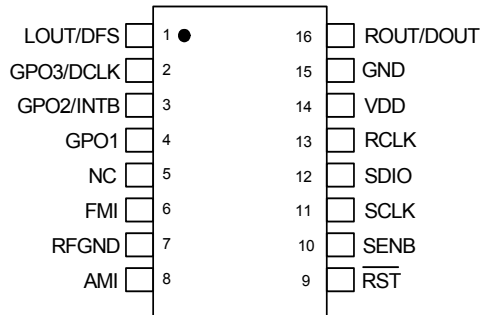 LOUT/DFS 1 16 ROUT/DOUT
GPO3/DCLK 2 15 GND
GPO2/INTB 3 14 VDD
GPO1 4 13 RCLK
NC 5 12 SDIO
FMI 6 11 SCLK
RFGND 7 10 SENB
AMI 8 9 R̅S̅T̅